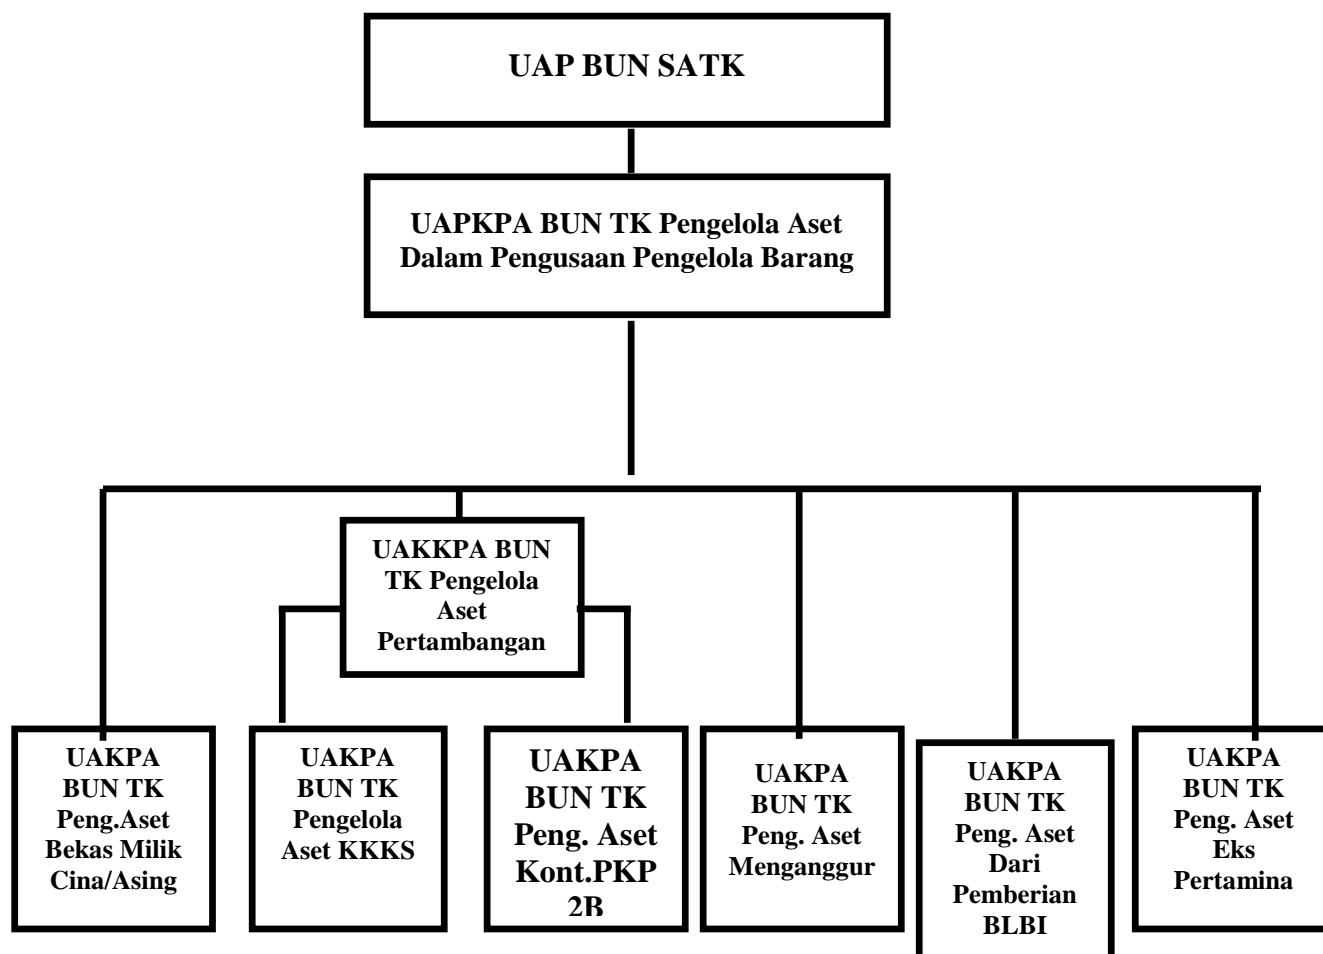 UAP BUN SATK
UAPKPA BUN TK Pengelola Aset
Dalam Pengusaan Pengelola Barang
UAKKPA BUN
TK Pengelola
Aset
Pertambangan
UAKPA
BUN TK
Peng.Aset
Bekas Milik
Cina/Asing
UAKPA
BUN TK
Pengelola
Aset KKKS
UAKPA
BUN TK
Peng. Aset
Kont.PKP
2B
UAKPA
BUN TK
Peng. Aset
Menganggur
UAKPA
BUN TK
Peng. Aset
Dari
Pemberian
BLBI
UAKPA
BUN TK
Peng. Aset
Eks
Pertamina